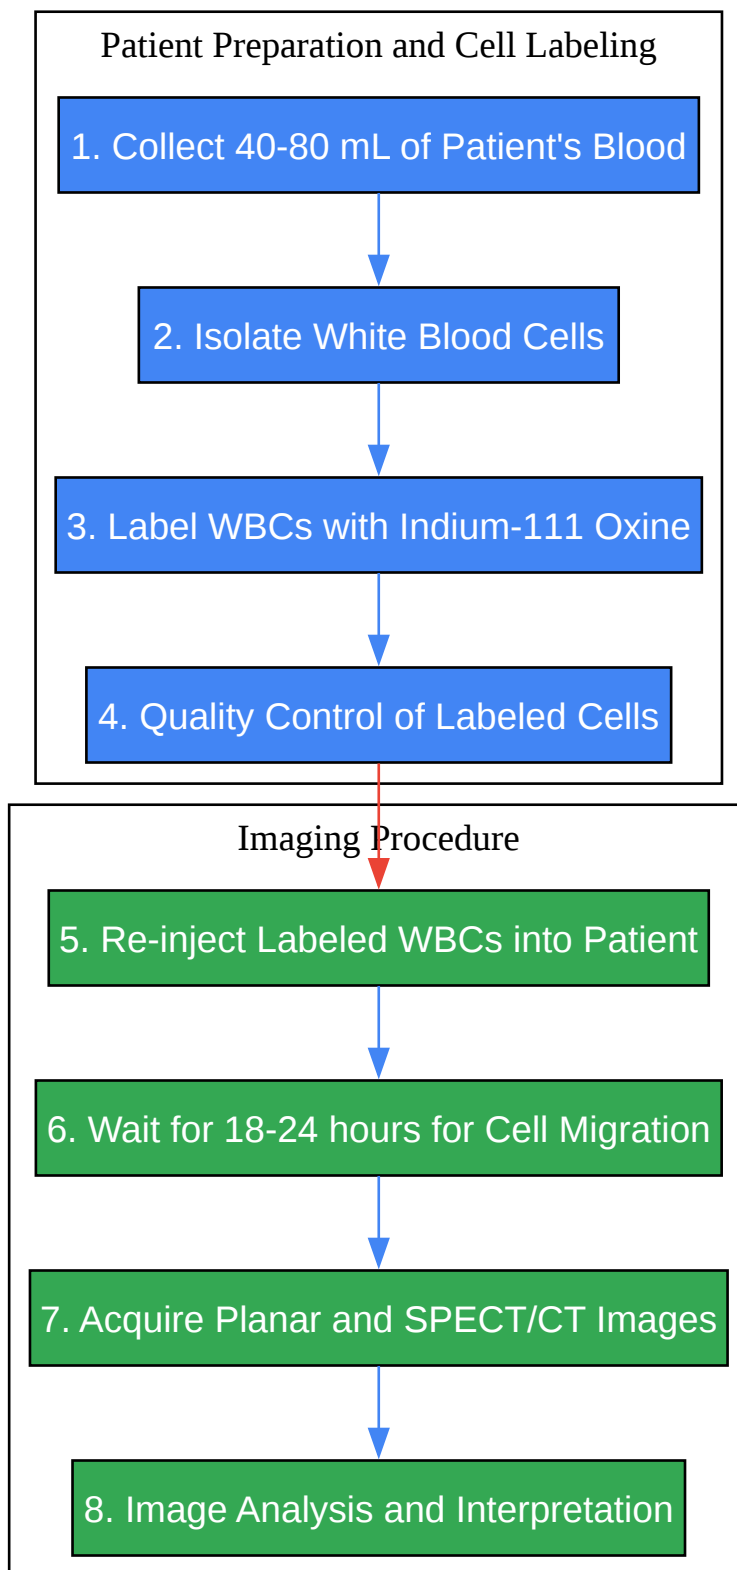 Patient Preparation and Cell Labeling
1. Collect 40-80 mL of Patient's Blood
2. Isolate White Blood Cells
3. Label WBCs with Indium-111 Oxine
4. Quality Control of Labeled Cells
Imaging Procedure
5. Re-inject Labeled WBCs into Patient
6. Wait for 18-24 hours for Cell Migration
7. Acquire Planar and SPECT/CT Images
8. Image Analysis and Interpretation